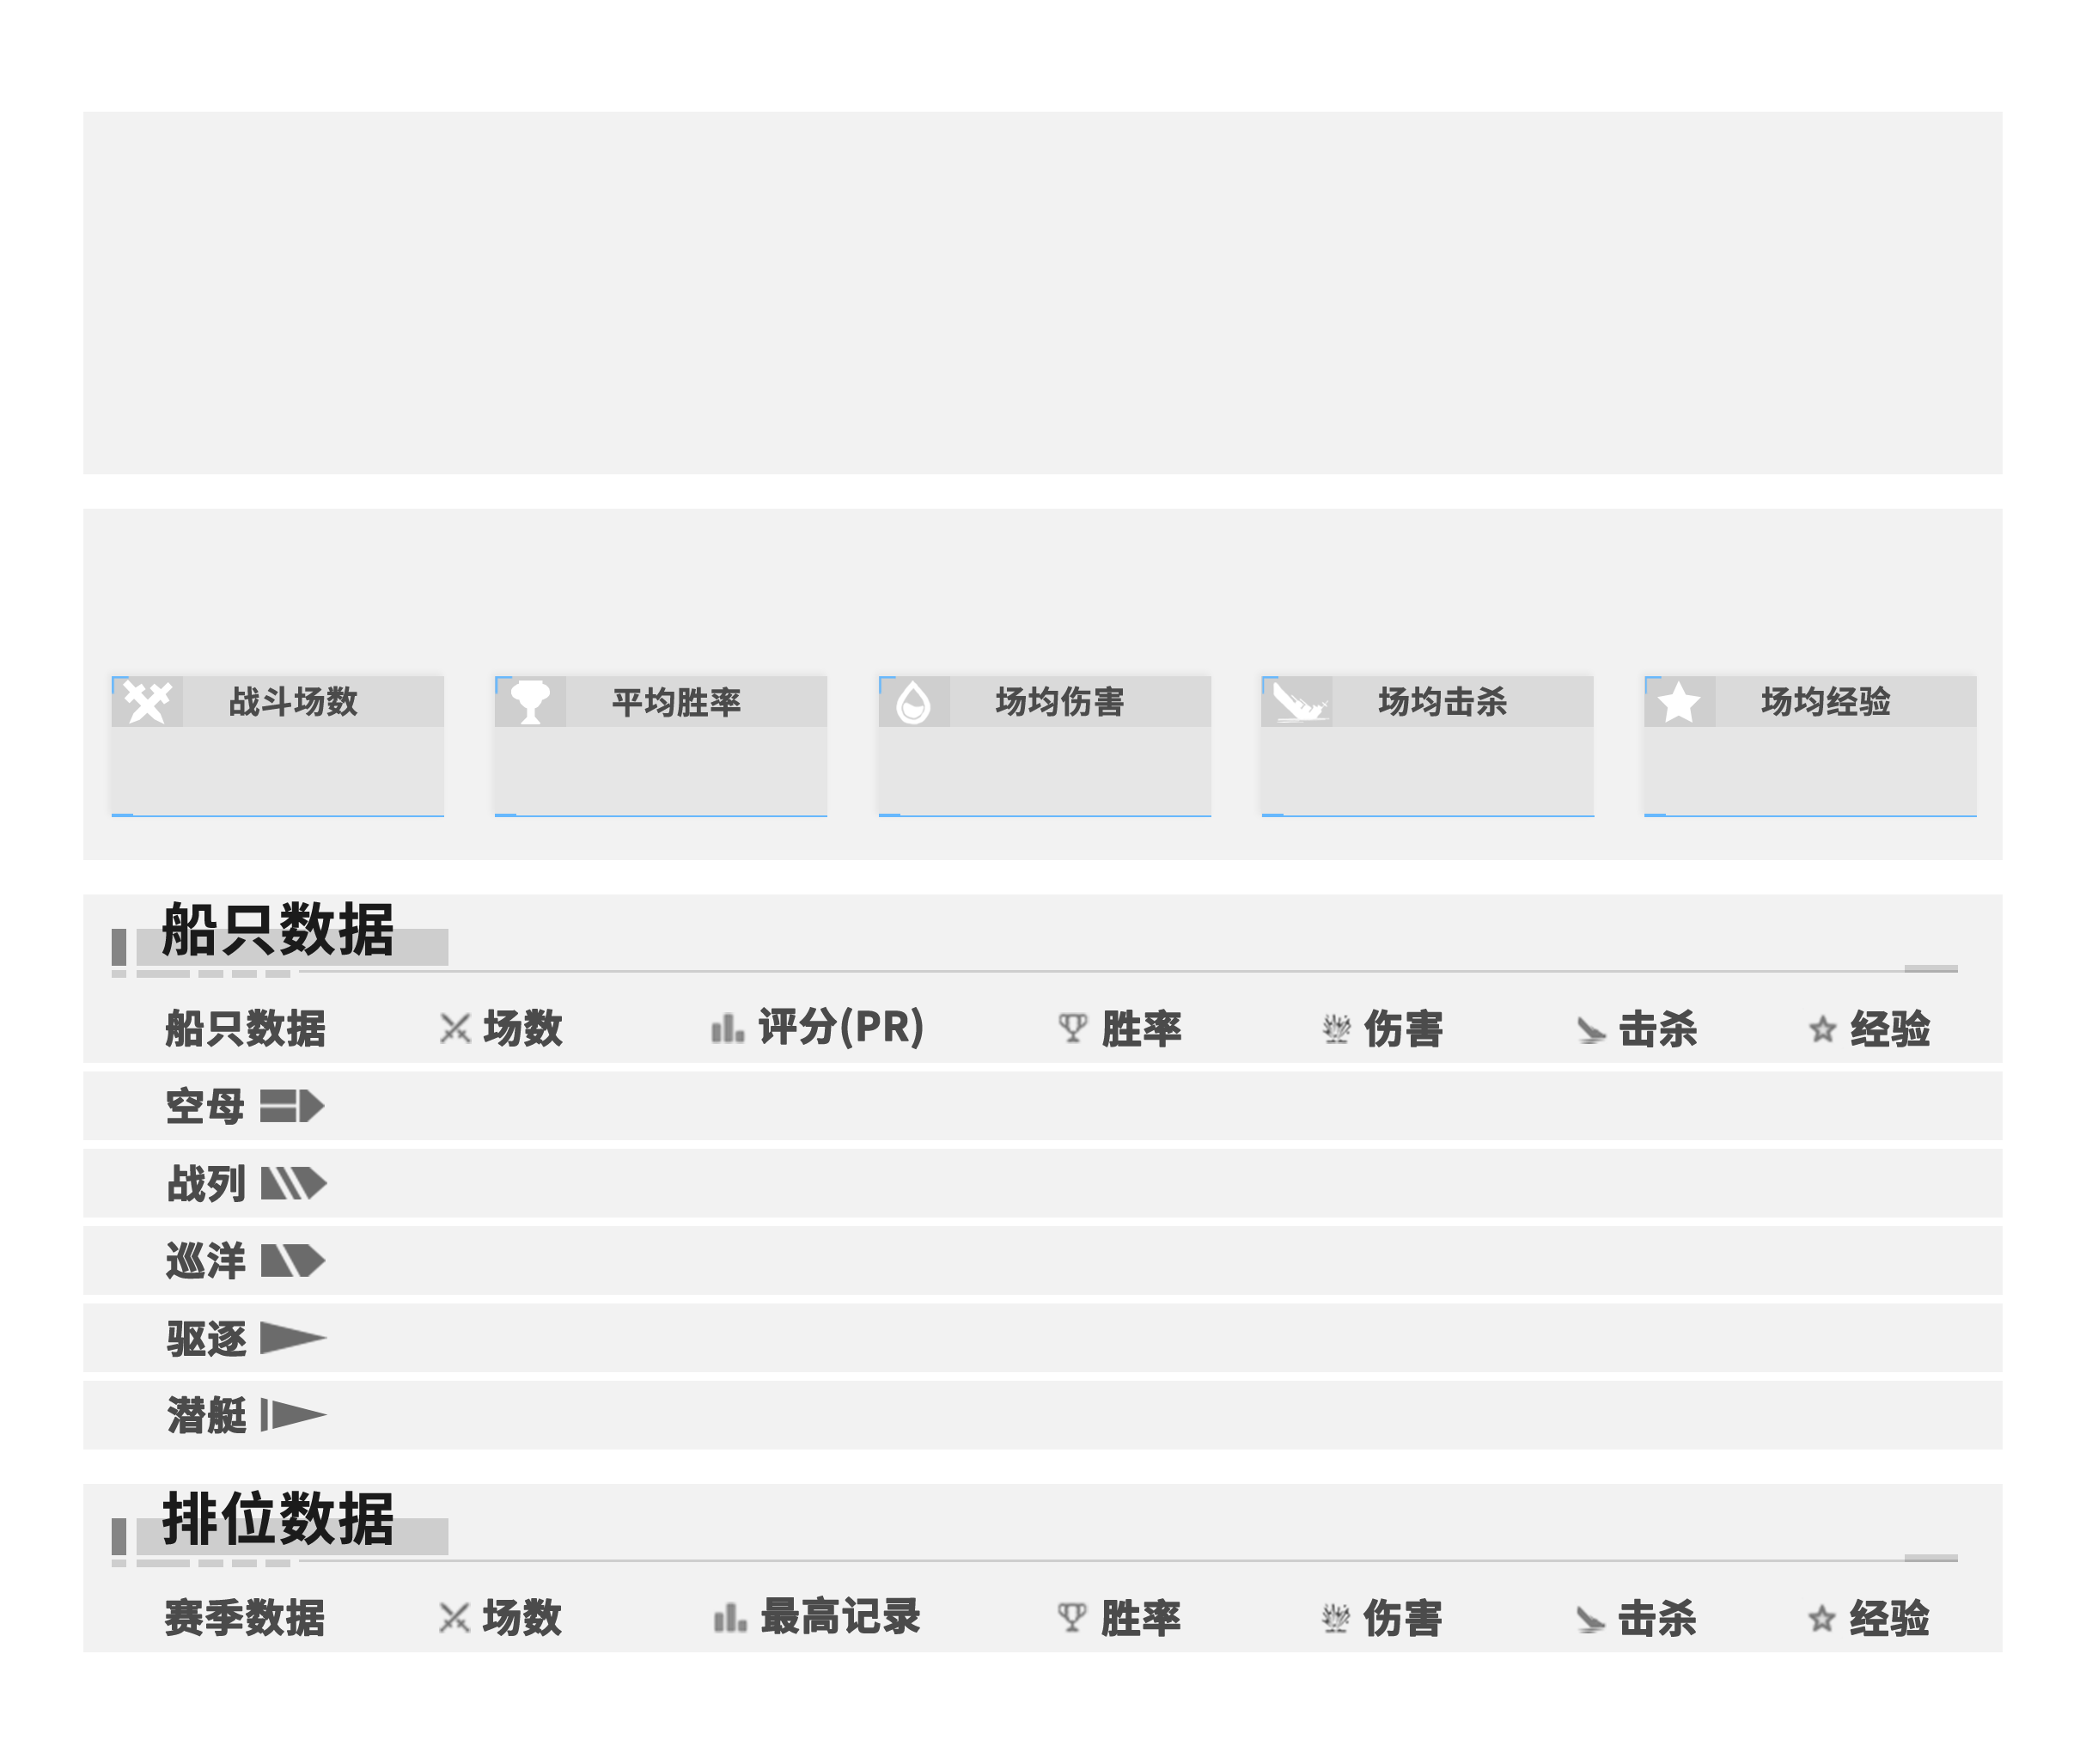 战斗场数 平均胜率 场均伤害 场均击杀 场均经验
船只数据
船只数据 场数 评分(PR) 胜率 伤害 击杀 经验
空母
战列
巡洋
驱逐
潜艇
排位数据
赛季数据 场数 最高记录 胜率 伤害 击杀 经验